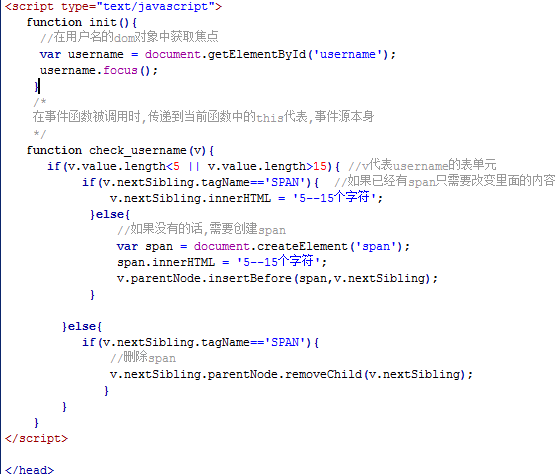 <script type="text/javascript">
function init(){
//在用户名的dom对象中获取焦点
var username = document.getElementById('username');
username.focus();
}
/*
在事件函数被调用时,传递到当前函数中的this代表,事件源本身
*/
function check_username(v){
if(v.value.length<5 || v.value.length>15){ //v代表username的表单元
if(v.nextSibling.tagName=='SPAN'){ //如果已经有span只需要改变里面的内容
v.nextSibling.innerHTML = '5--15个字符';
}else{
//如果没有的话,需要创建span
var span = document.createElement('span');
span.innerHTML = '5--15个字符';
v.parentNode.insertBefore(span,v.nextSibling);
}
}else{
if(v.nextSibling.tagName=='SPAN'){
//删除span
v.nextSibling.parentNode.removeChild(v.nextSibling);
}
}
}
</script>
</head>